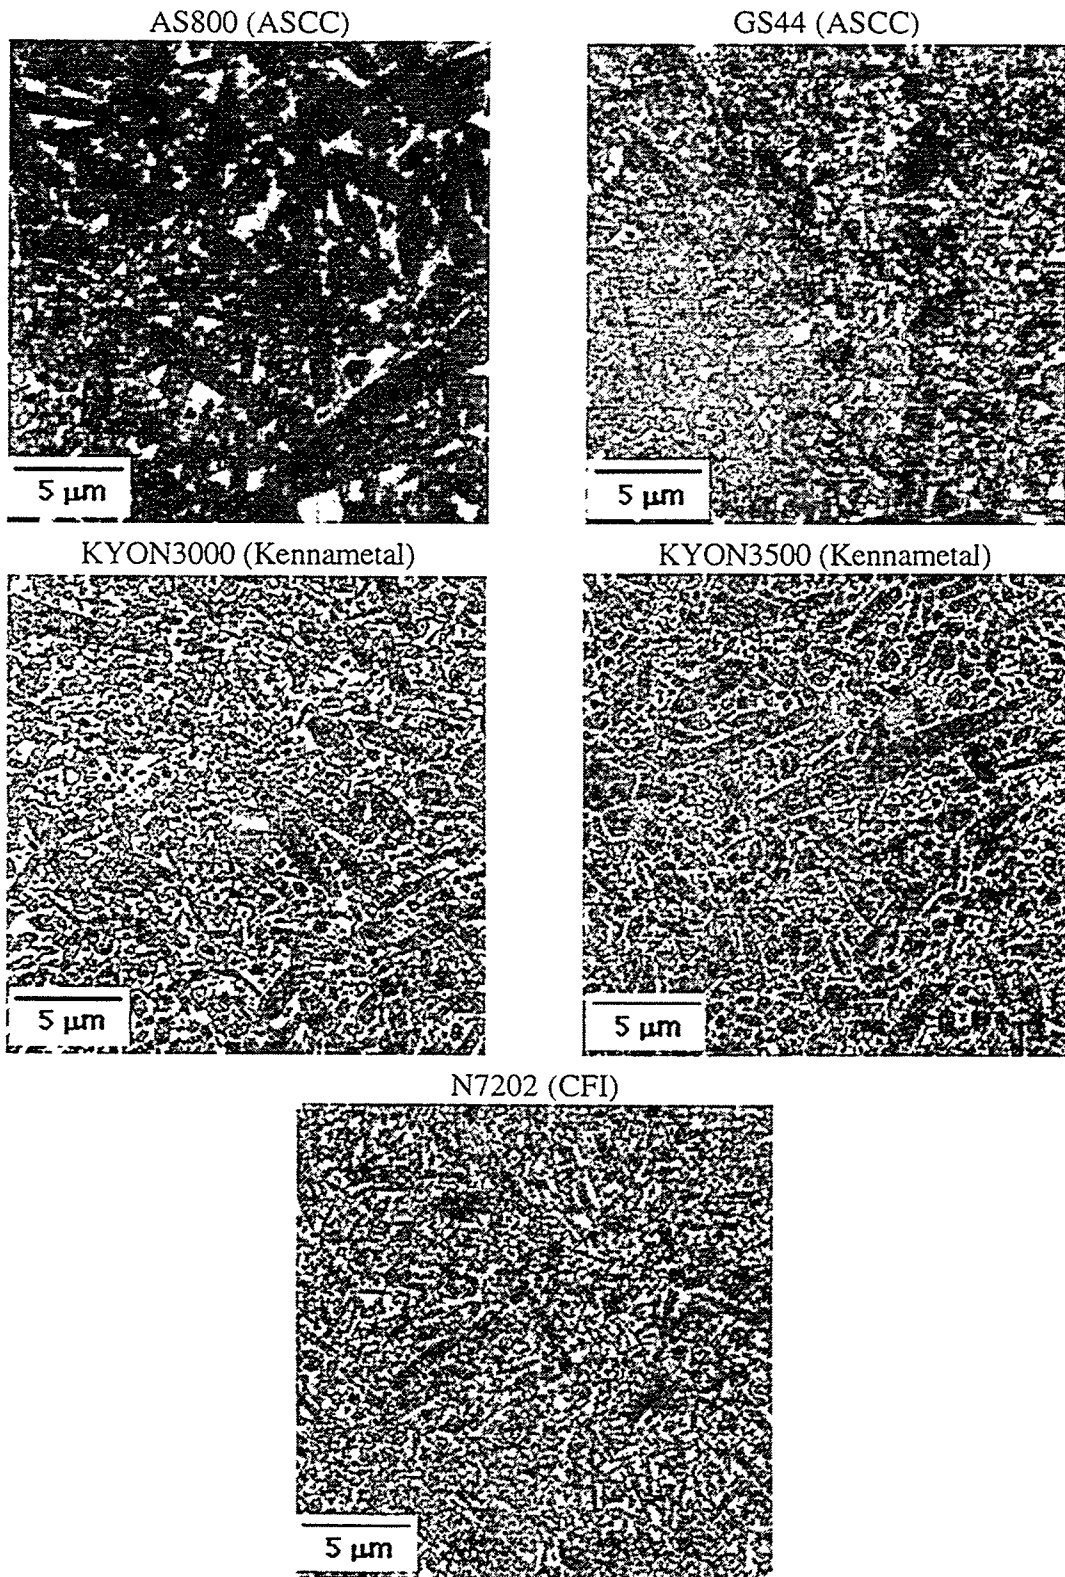 AS800 (ASCC)
GS44 (ASCC)
5 μm
5 μm
KYON3000 (Kennametal)
KYON3500 (Kennametal)
5 μm
5 μm
N7202 (CFI)
5 μm